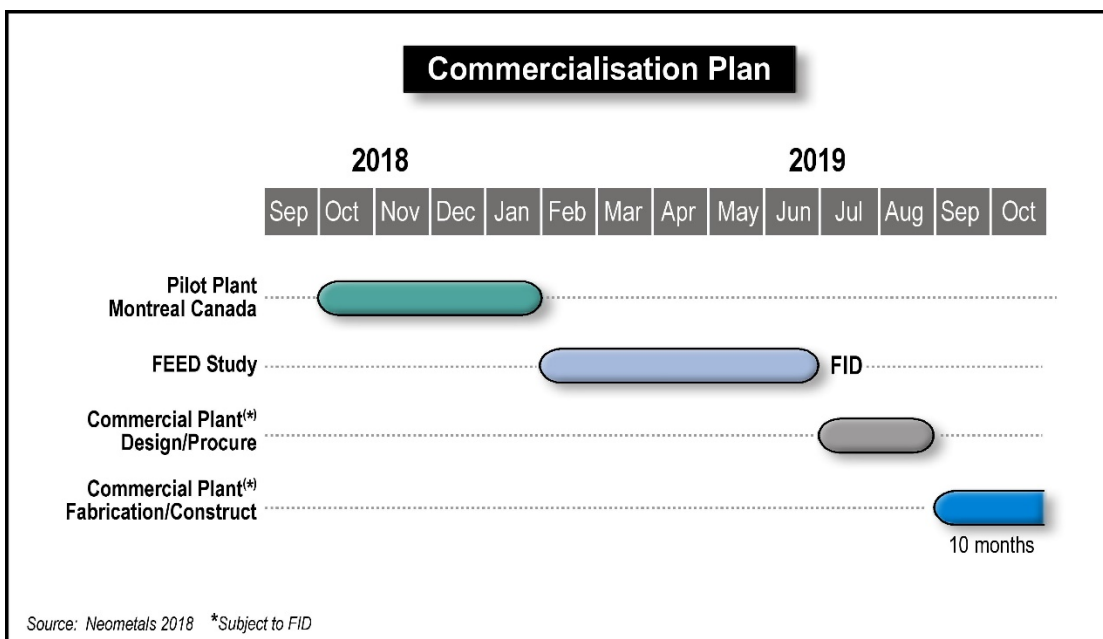 Commercialisation Plan
2018 2019
Sep Oct Nov Dec Jan Feb Mar Apr May Jun Jul Aug Sep Oct
Pilot Plant
Montreal Canada
FEED Study FID
Commercial Plant(*)
Design/Procure
Commercial Plant(*)
Fabrication/Construct
10 months
Source: Neometals 2018 *Subject to FID